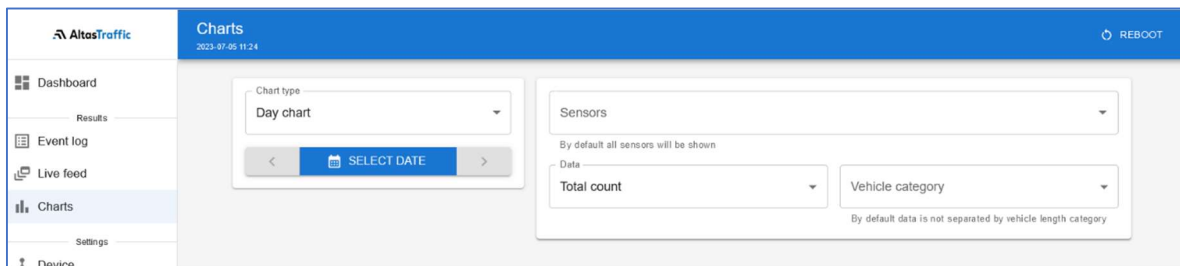 AltasTraffic
Charts
2023-07-05 11:24
REBOOT
Dashboard
Results
Event log
Live feed
Charts
Settings
Device
Chart type
Day chart
SELECT DATE
Sensors
By default all sensors will be shown
Data
Total count
Vehicle category
By default data is not separated by vehicle length category